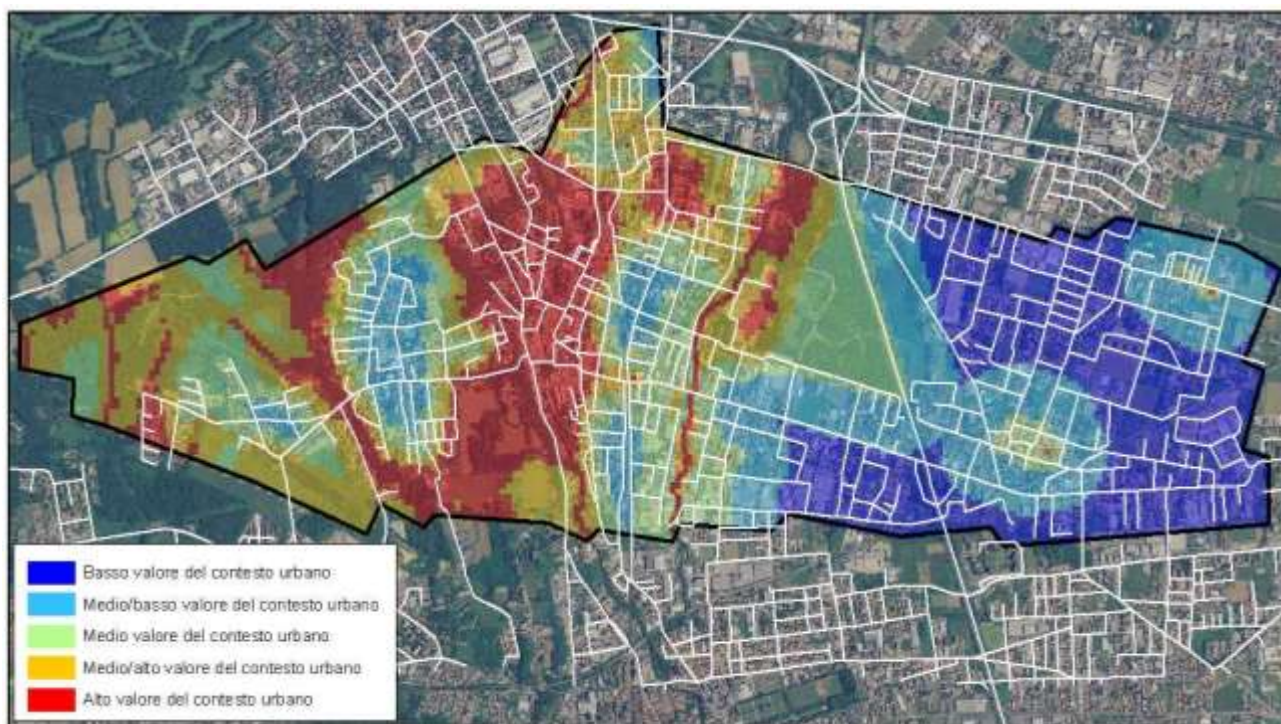 Basso valore del contesto urbano
Medio/basso valore del contesto urbano
Medio valore del contesto urbano
Medio/alto valore del contesto urbano
Alto valore del contesto urbano